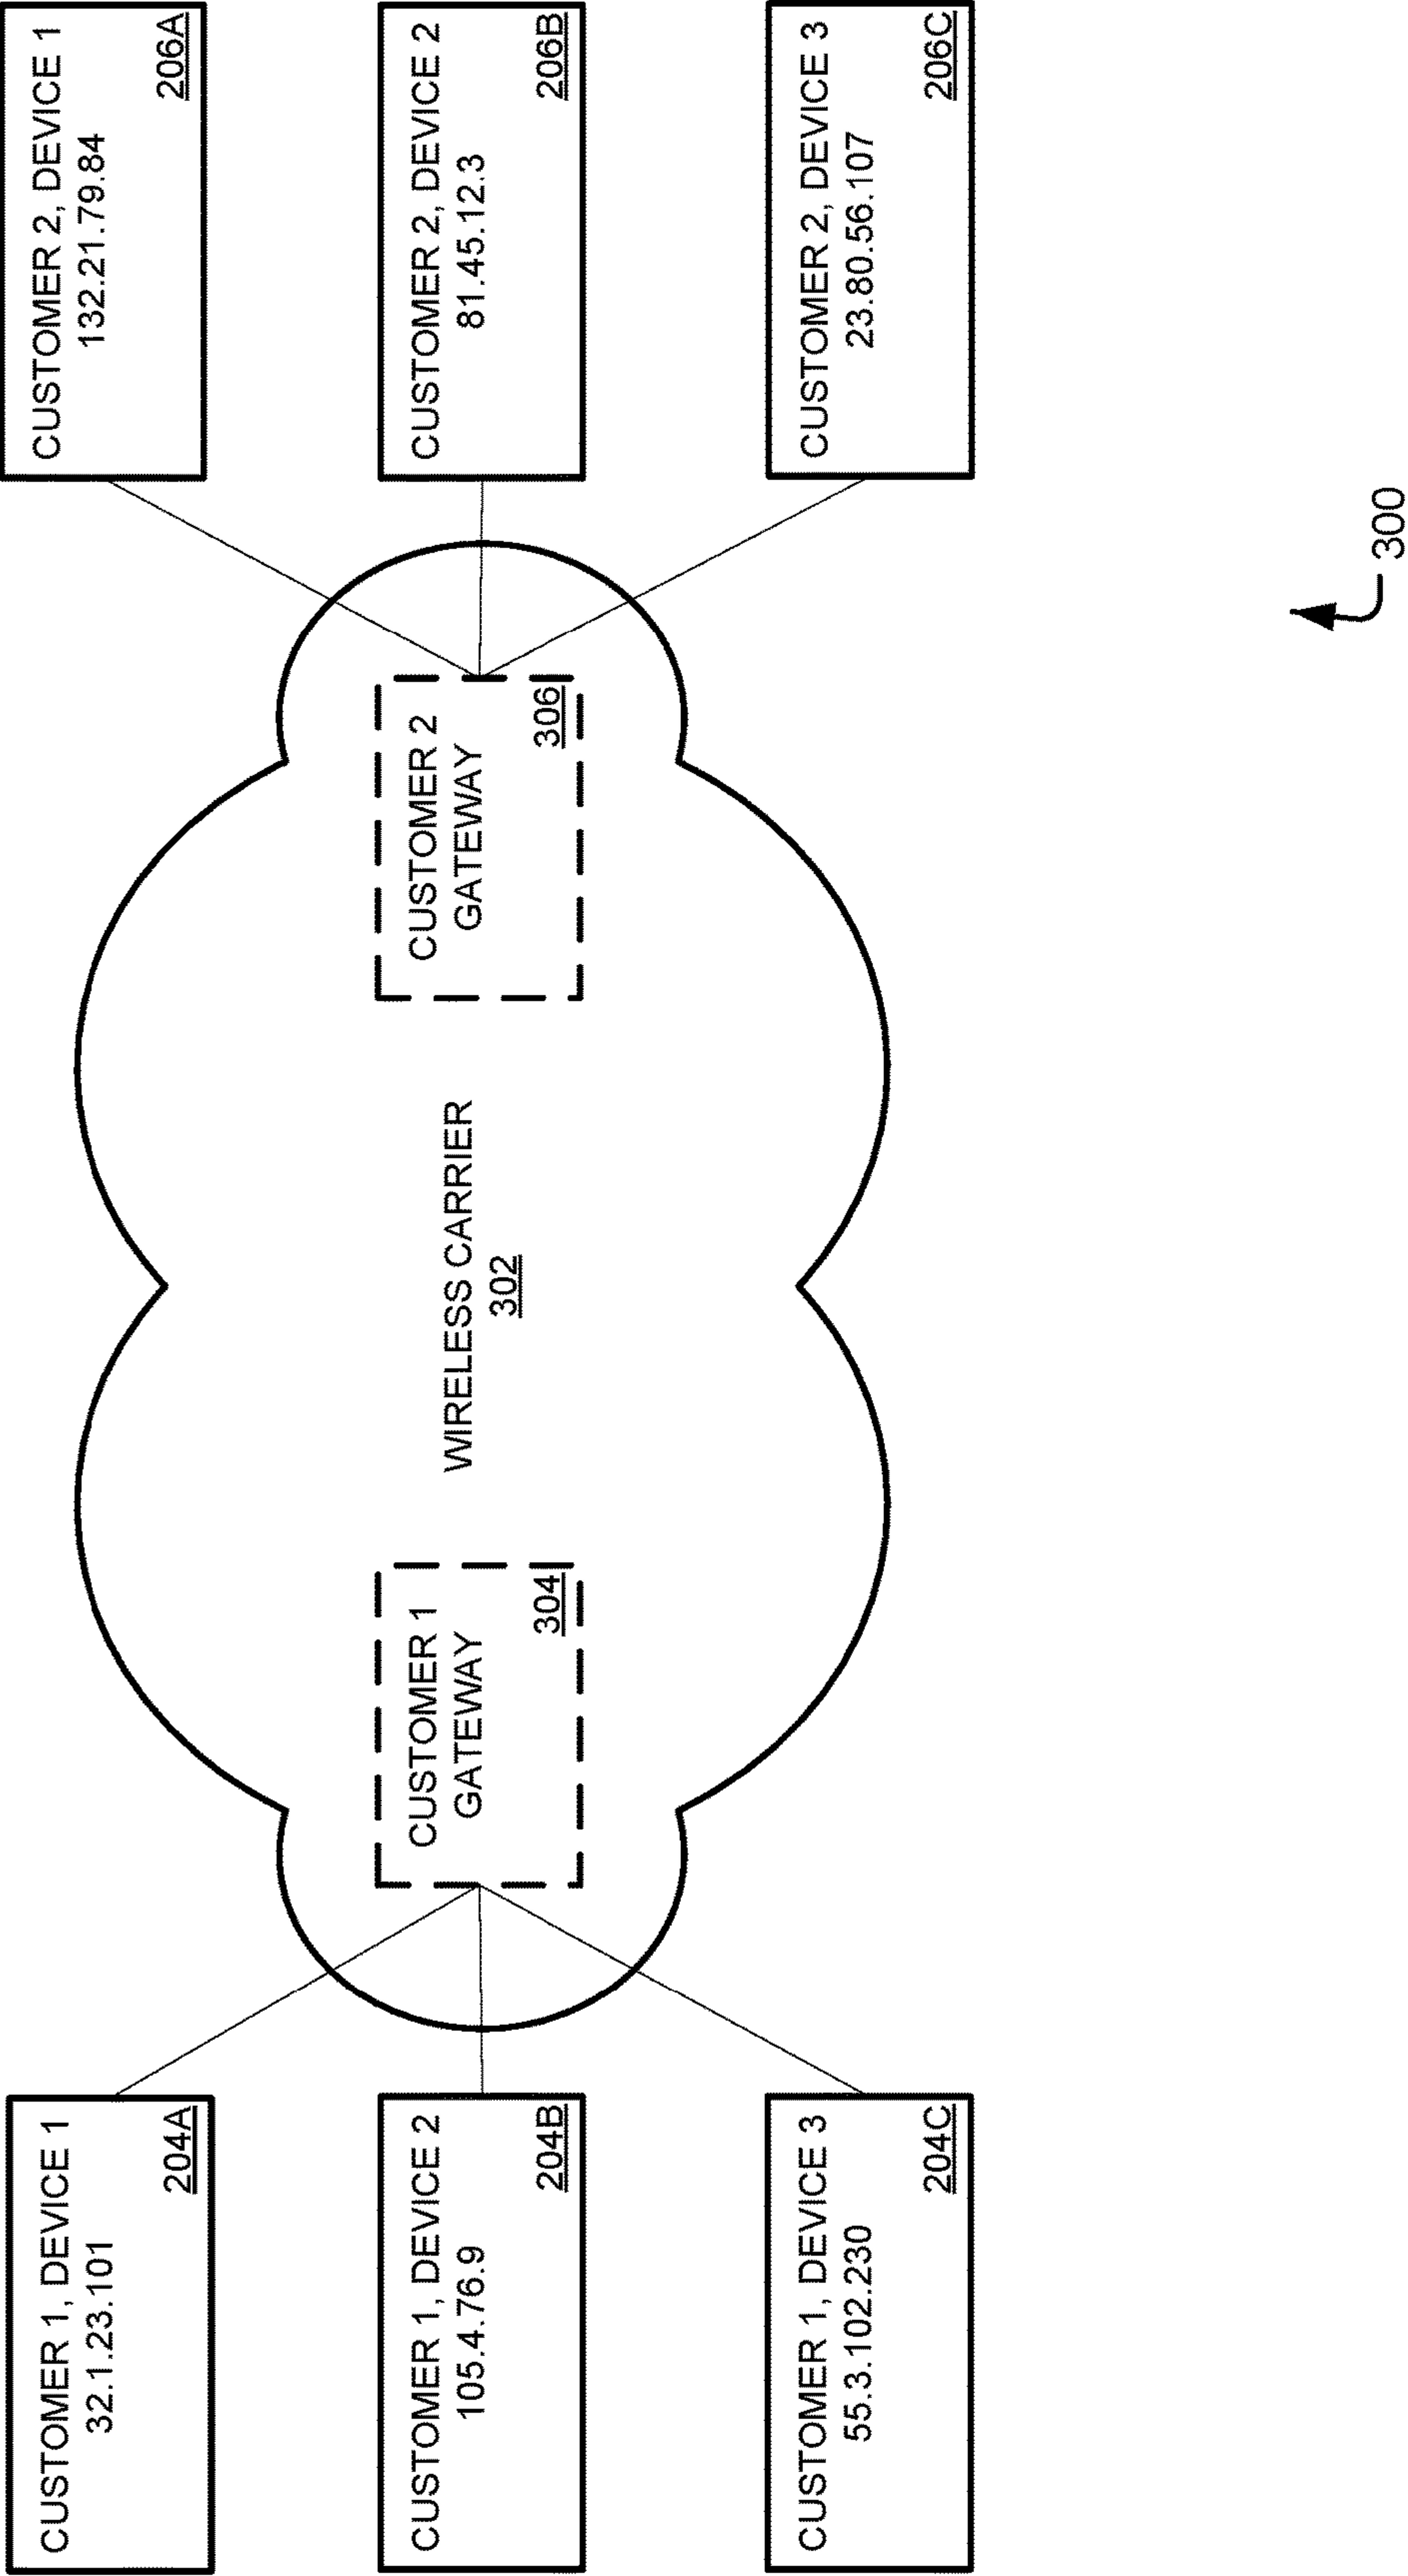 CUSTOMER 1, DEVICE 1
32.1.23.101
204A
CUSTOMER 1, DEVICE 2
105.4.76.9
204B
CUSTOMER 1, DEVICE 3
55.3.102.230
204C
CUSTOMER 1
GATEWAY
304
WIRELESS CARRIER
302
CUSTOMER 2
GATEWAY
306
CUSTOMER 2, DEVICE 1
132.21.79.84
206A
CUSTOMER 2, DEVICE 2
81.45.12.3
206B
CUSTOMER 2, DEVICE 3
23.80.56.107
206C
300